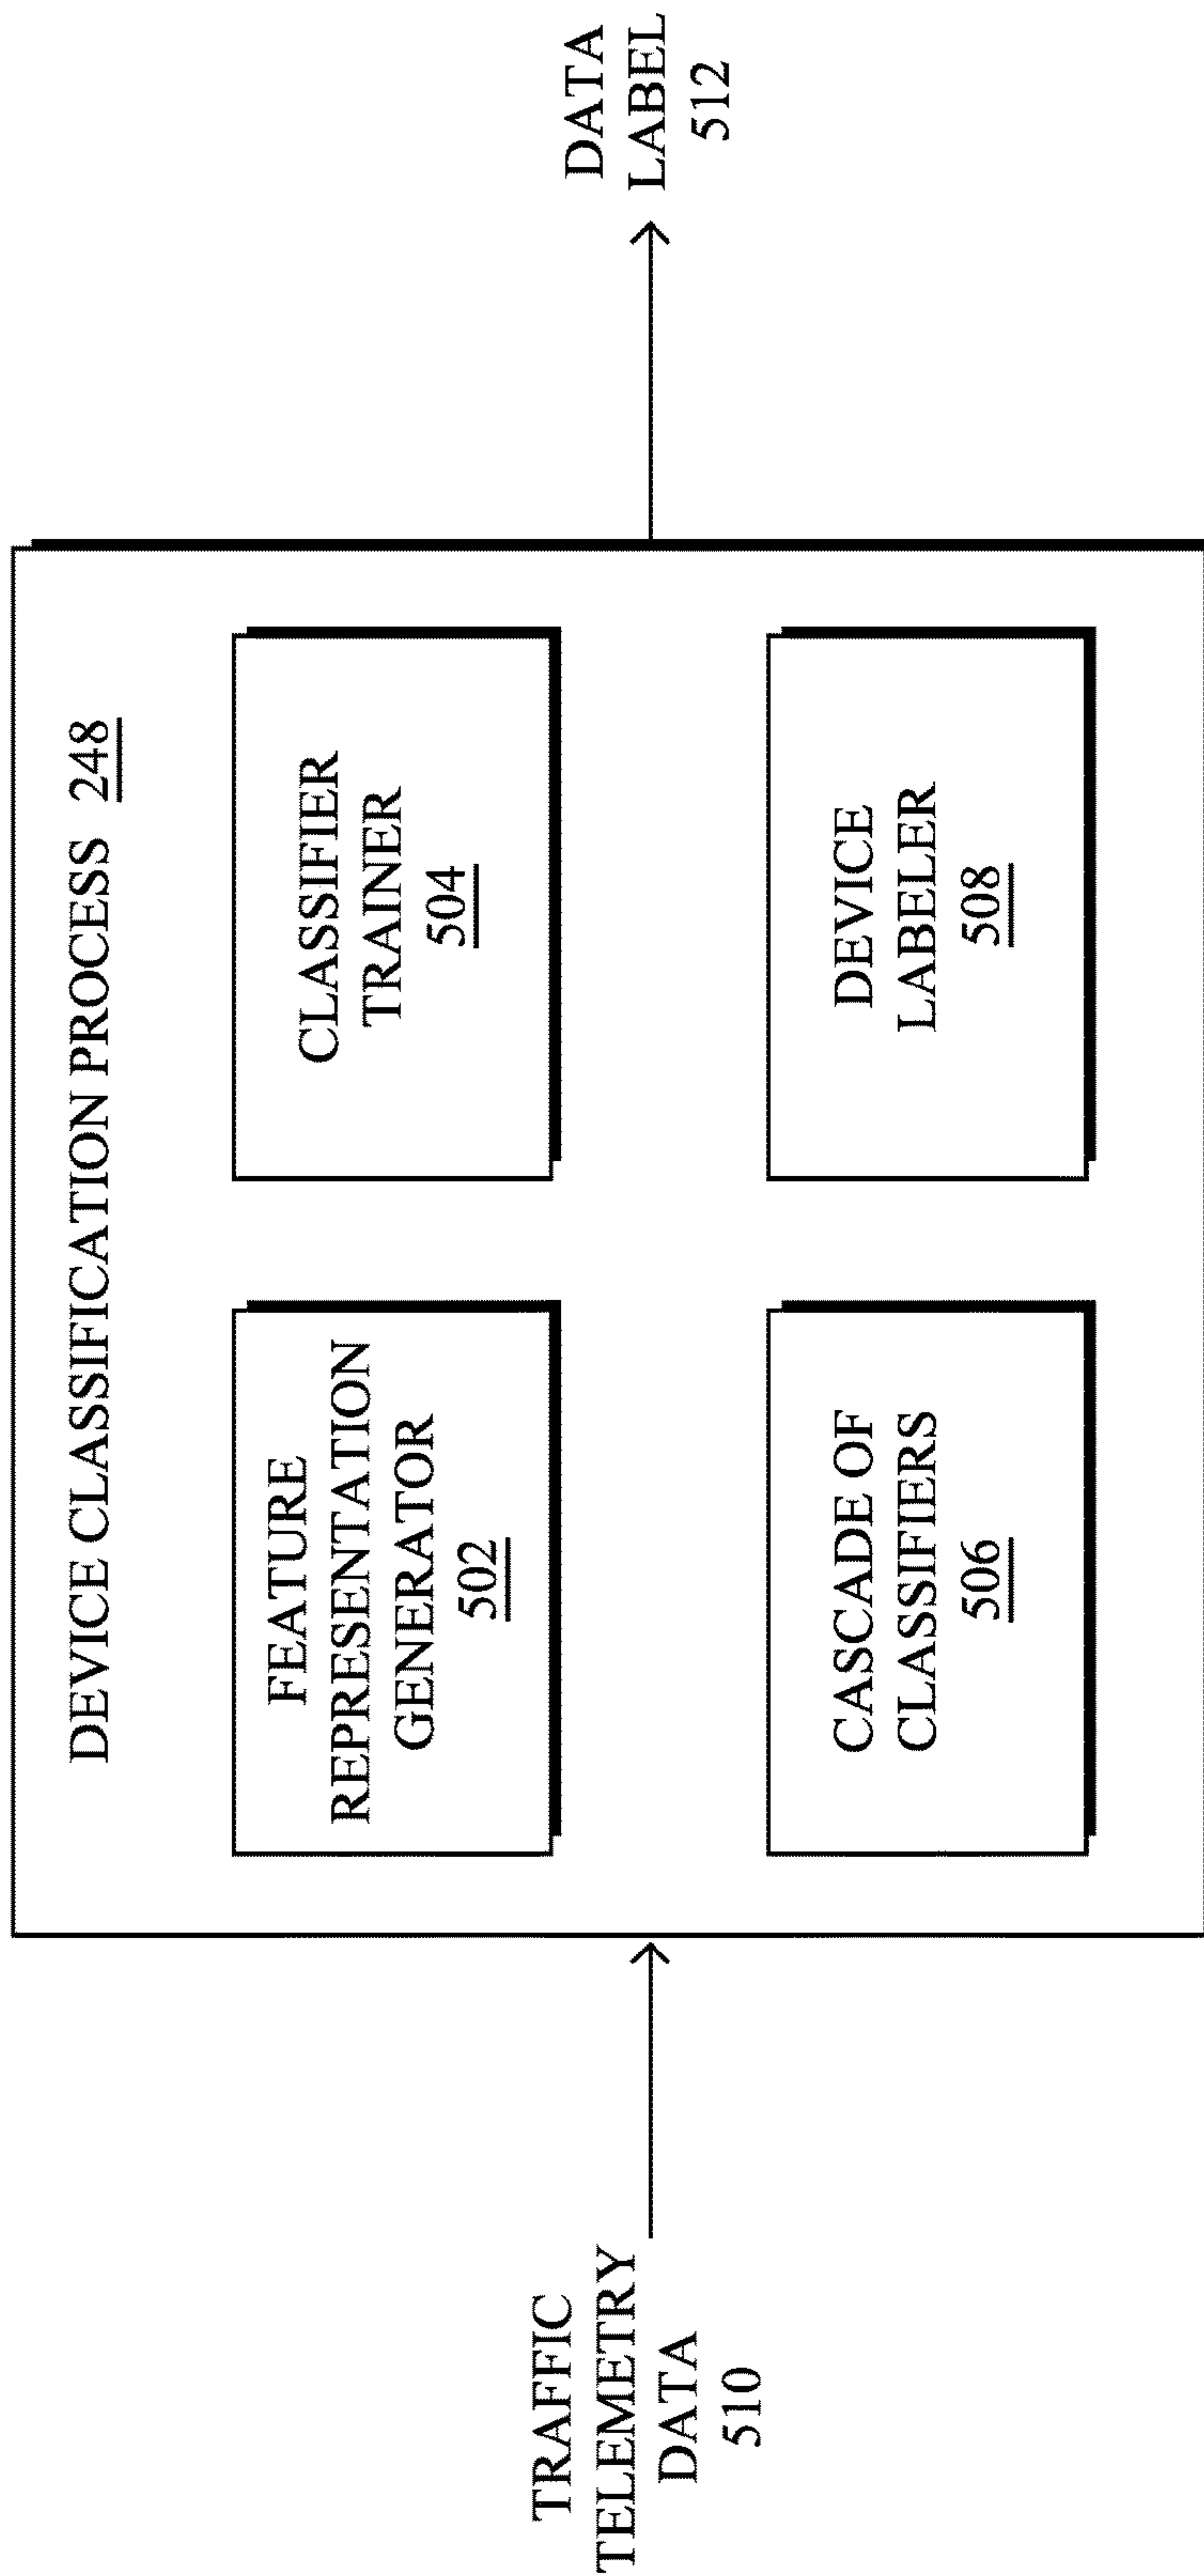 DEVICE CLASSIFICATION PROCESS 248
TRAFFIC
TELEMETRY
DATA
510
FEATURE
REPRESENTATION
GENERATOR
502
CLASSIFIER
TRAINER
504
CASCADE OF
CLASSIFIERS
506
DEVICE
LABELER
508
DATA
LABEL
512